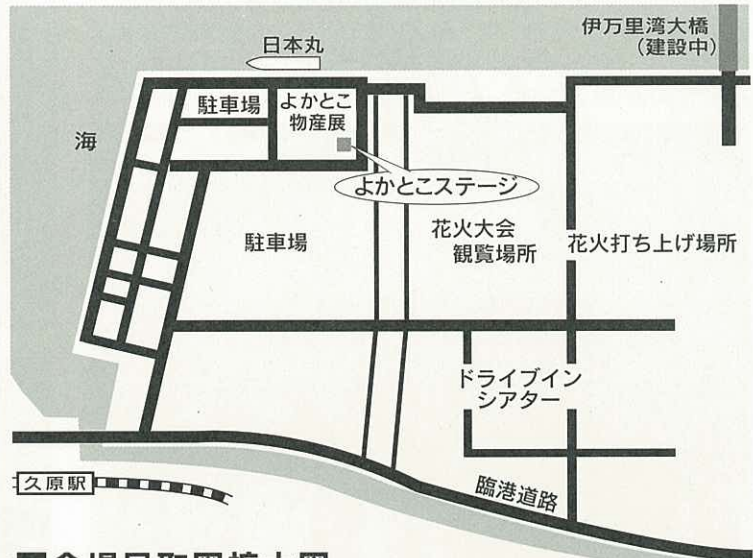 伊万里湾大橋
(建設中)
日本丸
駐車場
よかとこ
物産展
海
よかとこステージ
駐車場
花火大会
観覧場所
花火打ち上げ場所
ドライブイン
シアター
久原駅
臨港道路